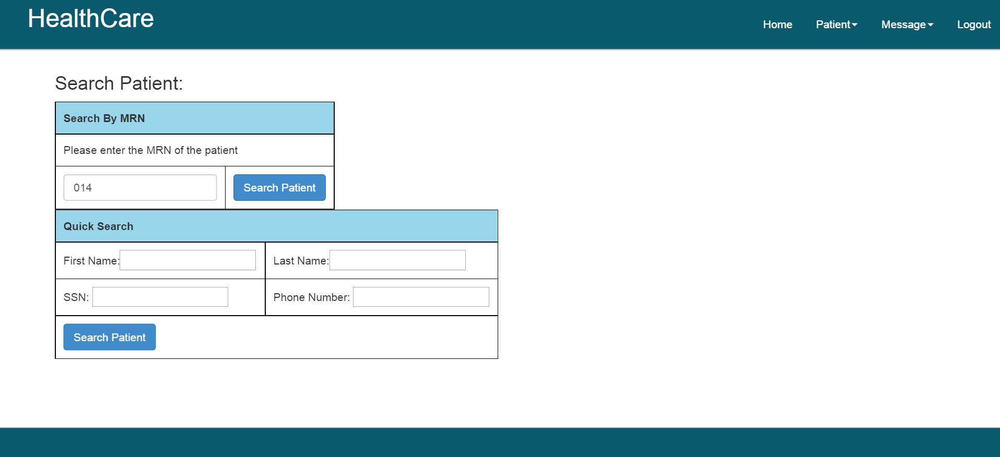 HealthCare
Home Patient Message Logout
Search Patient:
Search By MRN
Please enter the MRN of the patient
014 Search Patient
Quick Search
First Name: Last Name:
SSN: Phone Number:
Search Patient